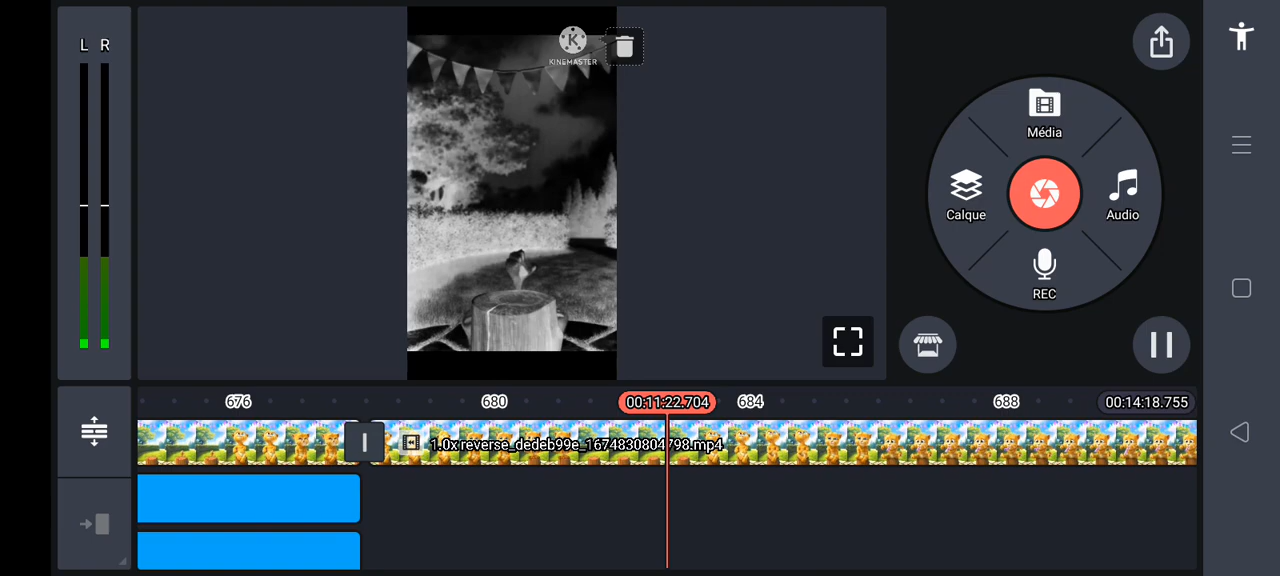 L R
K
KINEMASTER
Média
Calque
Audio
REC
676
680
00:11:22.704
684
688
00:14:18.755
1.0x reverse_dedeb99e_1674830804798.mp4